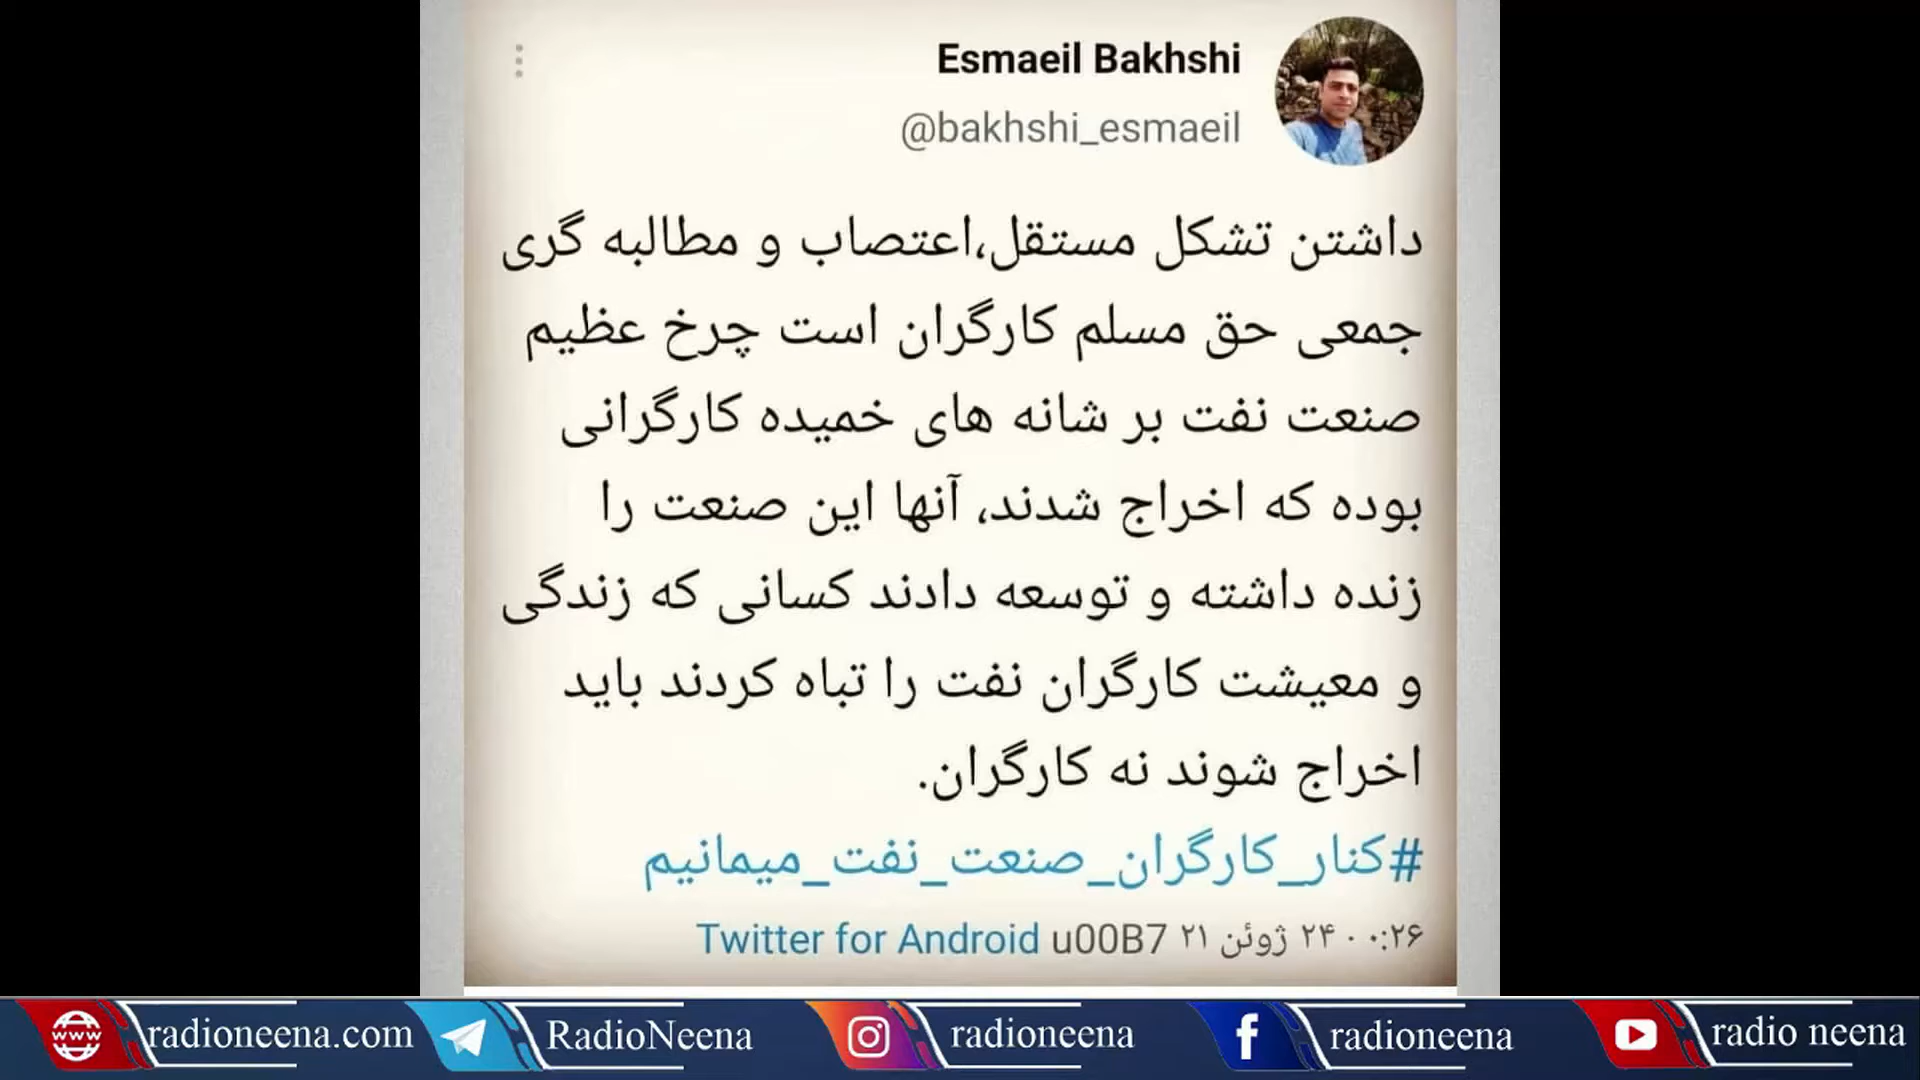 Esmaeil Bakhshi
@bakhshi_esmaeil
داشتن تشکل مستقل،اعتصاب و مطالبه گری
جمعی حق مسلم کارگران است چرخ عظیم
صنعت نفت بر شانه های خمیده کارگرانی
بوده که اخراج شدند، آنها این صنعت را
زنده داشته و توسعه دادند کسانی که زندگی
و معیشت کارگران نفت را تباه کردند باید
اخراج شوند نه کارگران.
#کنار_کارگران_صنعت_نفت_میمانیم
۰:۲۶ · ۲۴ ژوئن ۲۱ u00B7 Twitter for Android
www radioneena.com RadioNeena radioneena radioneena radio neena